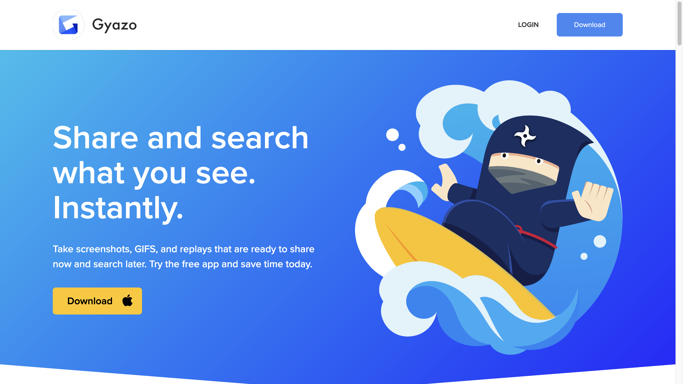 Gyazo
LOGIN
Download
Share and search
what you see.
Instantly.
Take screenshots, GIFS, and replays that are ready to share
now and search later. Try the free app and save time today.
Download